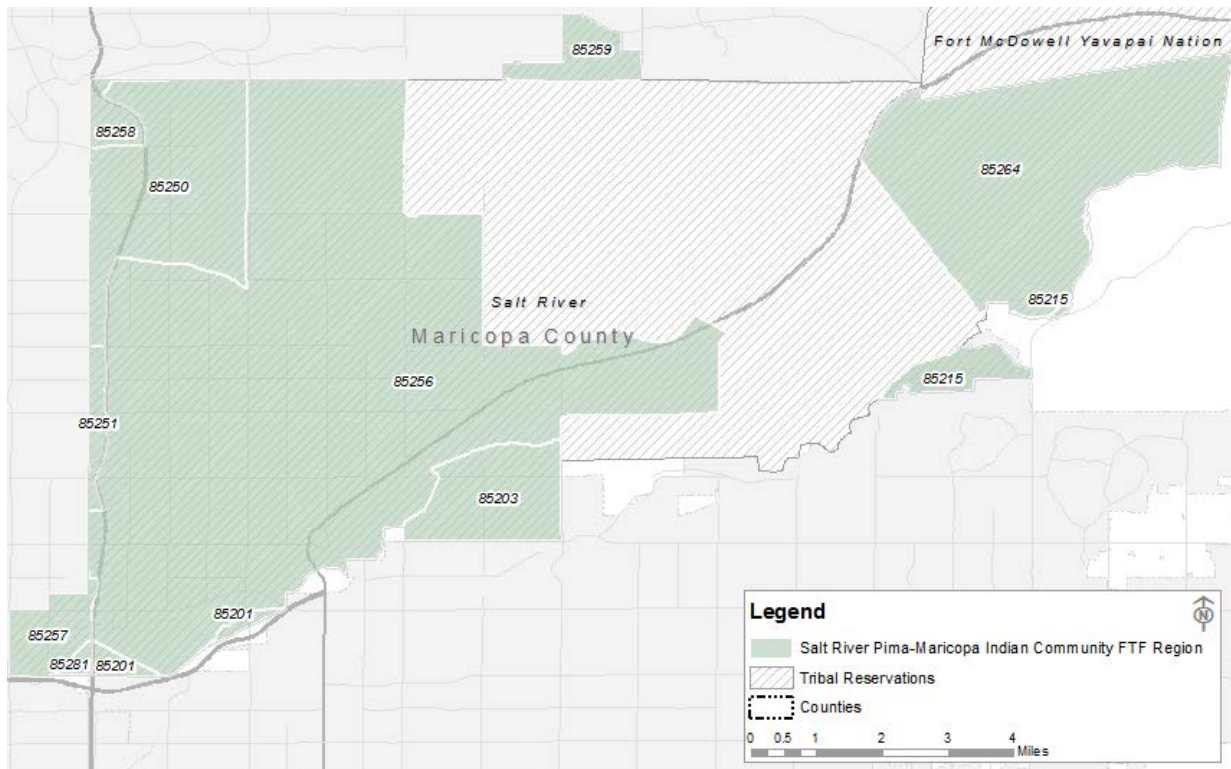 85259
Fort McDowell Yavapai Nation
85258
85250
85264
Salt River
85215
Maricopa County
85256
85215
85251
85203
85201
85257
85281
85201
Legend
N
Salt River Pima-Maricopa Indian Community FTF Region
Tribal Reservations
Counties
0 0.5 1 2 3 4
Miles